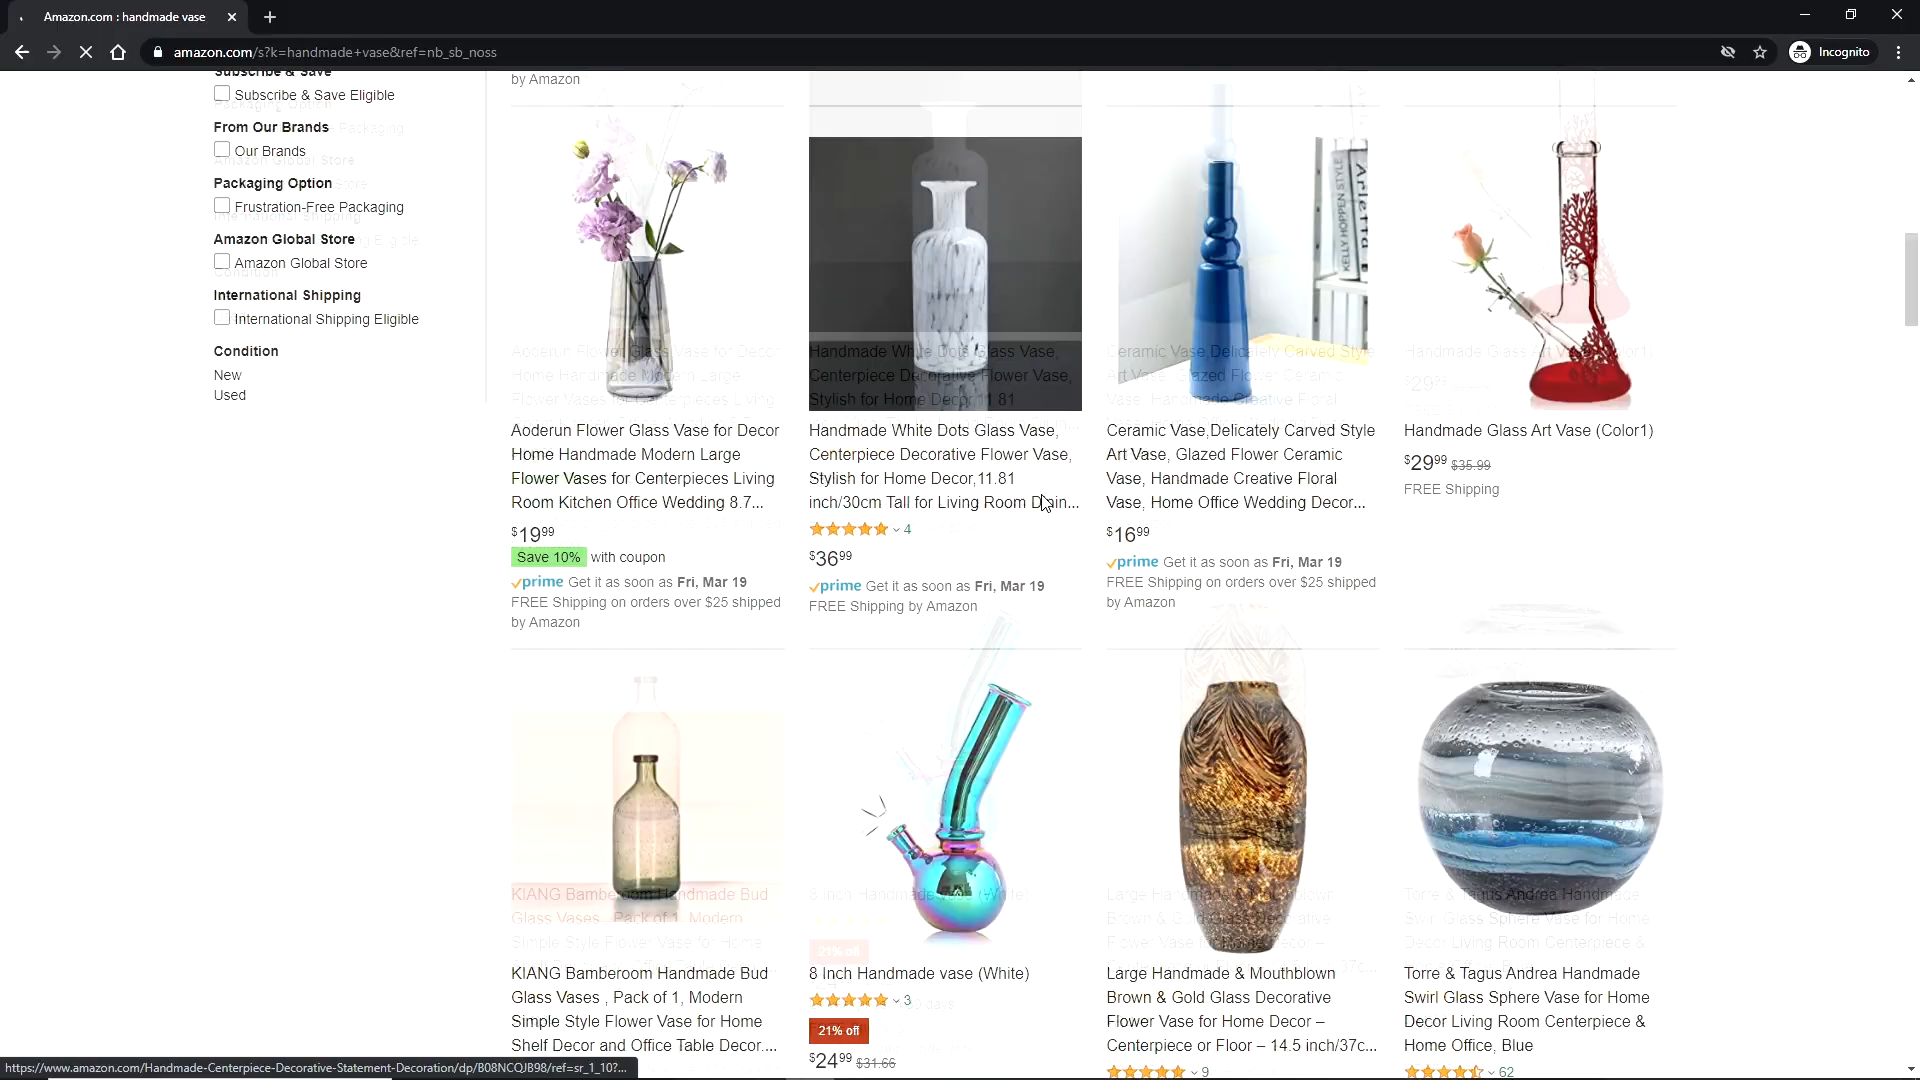 Amazon.com : handmade vase
amazon.com/s?k=handmade+vase&ref=nb_sb_noss
Incognito
Subscribe & Save
Subscribe & Save Eligible
From Our Brands
Our Brands
Packaging Option
Frustration-Free Packaging
Amazon Global Store
Amazon Global Store
International Shipping
International Shipping Eligible
Condition
New
Used
by Amazon
KELLY HOPPEN STYLE
Aoderun Flower Glass Vase for Decor
Home Handmade Modern Large
Flower Vases for Centerpieces Living
Room Kitchen Office Wedding 8.7...
$19.99
Save 10% with coupon
prime Get it as soon as Fri, Mar 19
FREE Shipping on orders over $25 shipped
by Amazon
Handmade White Dots Glass Vase,
Centerpiece Decorative Flower Vase,
Stylish for Home Decor,11.81
inch/30cm Tall for Living Room Dinin...
4
$36.99
prime Get it as soon as Fri, Mar 19
FREE Shipping by Amazon
Ceramic Vase,Delicately Carved Style
Art Vase, Glazed Flower Ceramic
Vase, Handmade Creative Floral
Vase, Home Office Wedding Decor...
$16.99
prime Get it as soon as Fri, Mar 19
FREE Shipping on orders over $25 shipped
by Amazon
Handmade Glass Art Vase (Color1)
$29.99 $35.99
FREE Shipping
KIANG Bamberoom Handmade Bud
Glass Vases , Pack of 1, Modern
Simple Style Flower Vase for Home
Shelf Decor and Office Table Decor....
8 Inch Handmade vase (White)
3
21% off
$24.99 $31.66
Large Handmade & Mouthblown
Brown & Gold Glass Decorative
Flower Vase for Home Decor –
Centerpiece or Floor – 14.5 inch/37c...
9
Torre & Tagus Andrea Handmade
Swirl Glass Sphere Vase for Home
Decor Living Room Centerpiece &
Home Office, Blue
62
https://www.amazon.com/Handmade-Centerpiece-Decorative-Statement-Decoration/dp/B08NCQJB98/ref=sr_1_10?...